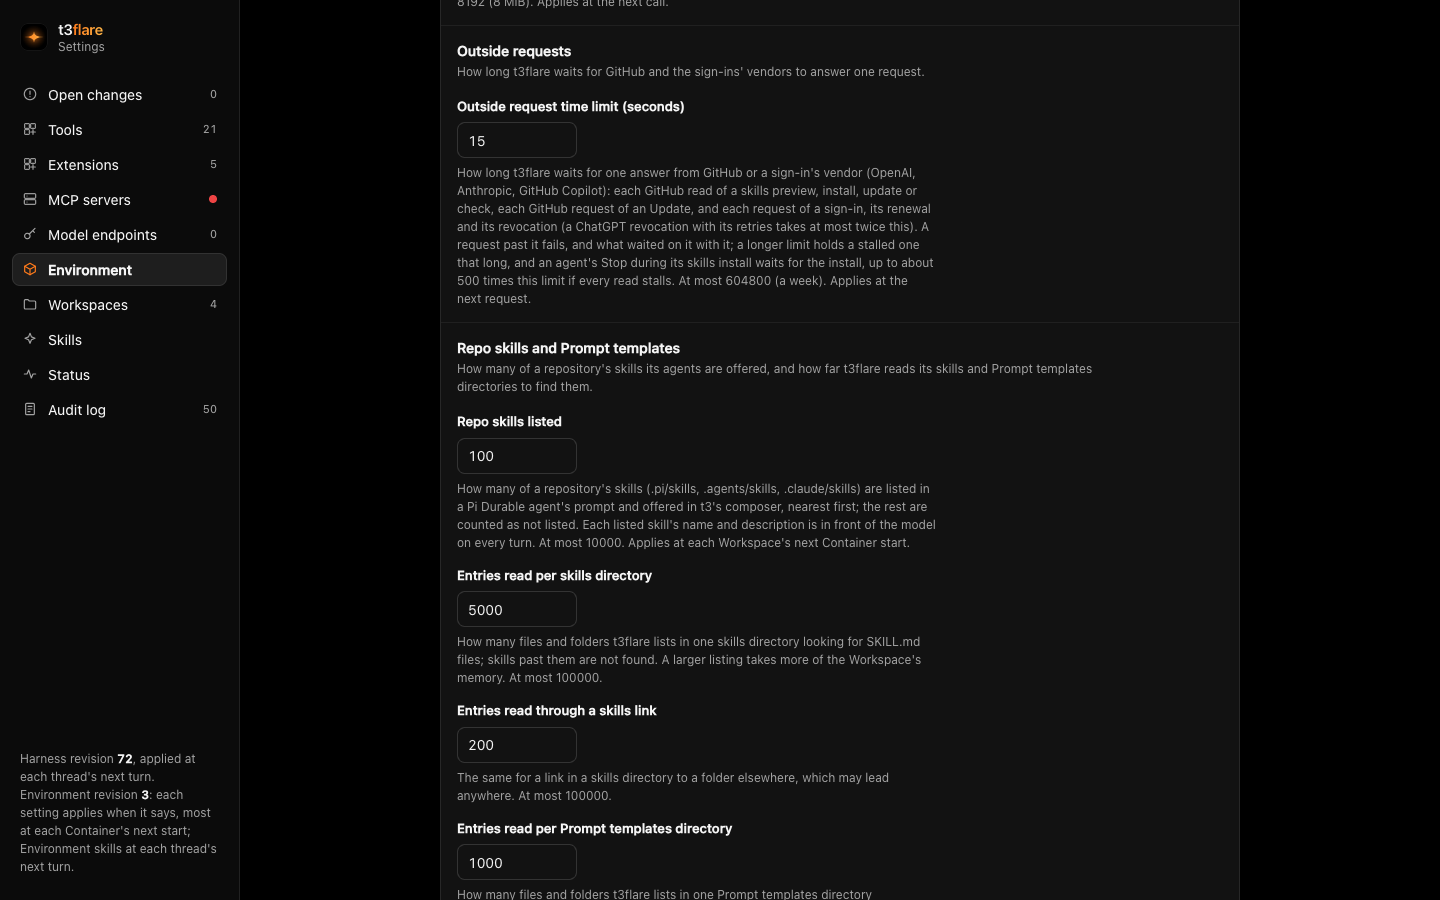 t3flare
Settings
Open changes 0
Tools 21
Extensions 5
MCP servers
Model endpoints 0
Environment
Workspaces 4
Skills
Status
Audit log 50
Harness revision 72, applied at
each thread's next turn.
Environment revision 3: each
setting applies when it says, most
at each Container's next start;
Environment skills at each thread's
next turn.
8192 (8 MiB). Applies at the next call.
Outside requests
How long t3flare waits for GitHub and the sign-ins' vendors to answer one request.
Outside request time limit (seconds)
15
How long t3flare waits for one answer from GitHub or a sign-in's vendor (OpenAI,
Anthropic, GitHub Copilot): each GitHub read of a skills preview, install, update or
check, each GitHub request of an Update, and each request of a sign-in, its renewal
and its revocation (a ChatGPT revocation with its retries takes at most twice this). A
request past it fails, and what waited on it with it; a longer limit holds a stalled one
that long, and an agent's Stop during its skills install waits for the install, up to about
500 times this limit if every read stalls. At most 604800 (a week). Applies at the
next request.
Repo skills and Prompt templates
How many of a repository's skills its agents are offered, and how far t3flare reads its skills and Prompt templates
directories to find them.
Repo skills listed
100
How many of a repository's skills (.pi/skills, .agents/skills, .claude/skills) are listed in
a Pi Durable agent's prompt and offered in t3's composer, nearest first; the rest are
counted as not listed. Each listed skill's name and description is in front of the model
on every turn. At most 10000. Applies at each Workspace's next Container start.
Entries read per skills directory
5000
How many files and folders t3flare lists in one skills directory looking for SKILL.md
files; skills past them are not found. A larger listing takes more of the Workspace's
memory. At most 100000.
Entries read through a skills link
200
The same for a link in a skills directory to a folder elsewhere, which may lead
anywhere. At most 100000.
Entries read per Prompt templates directory
1000
How many files and folders t3flare lists in one Prompt templates directory